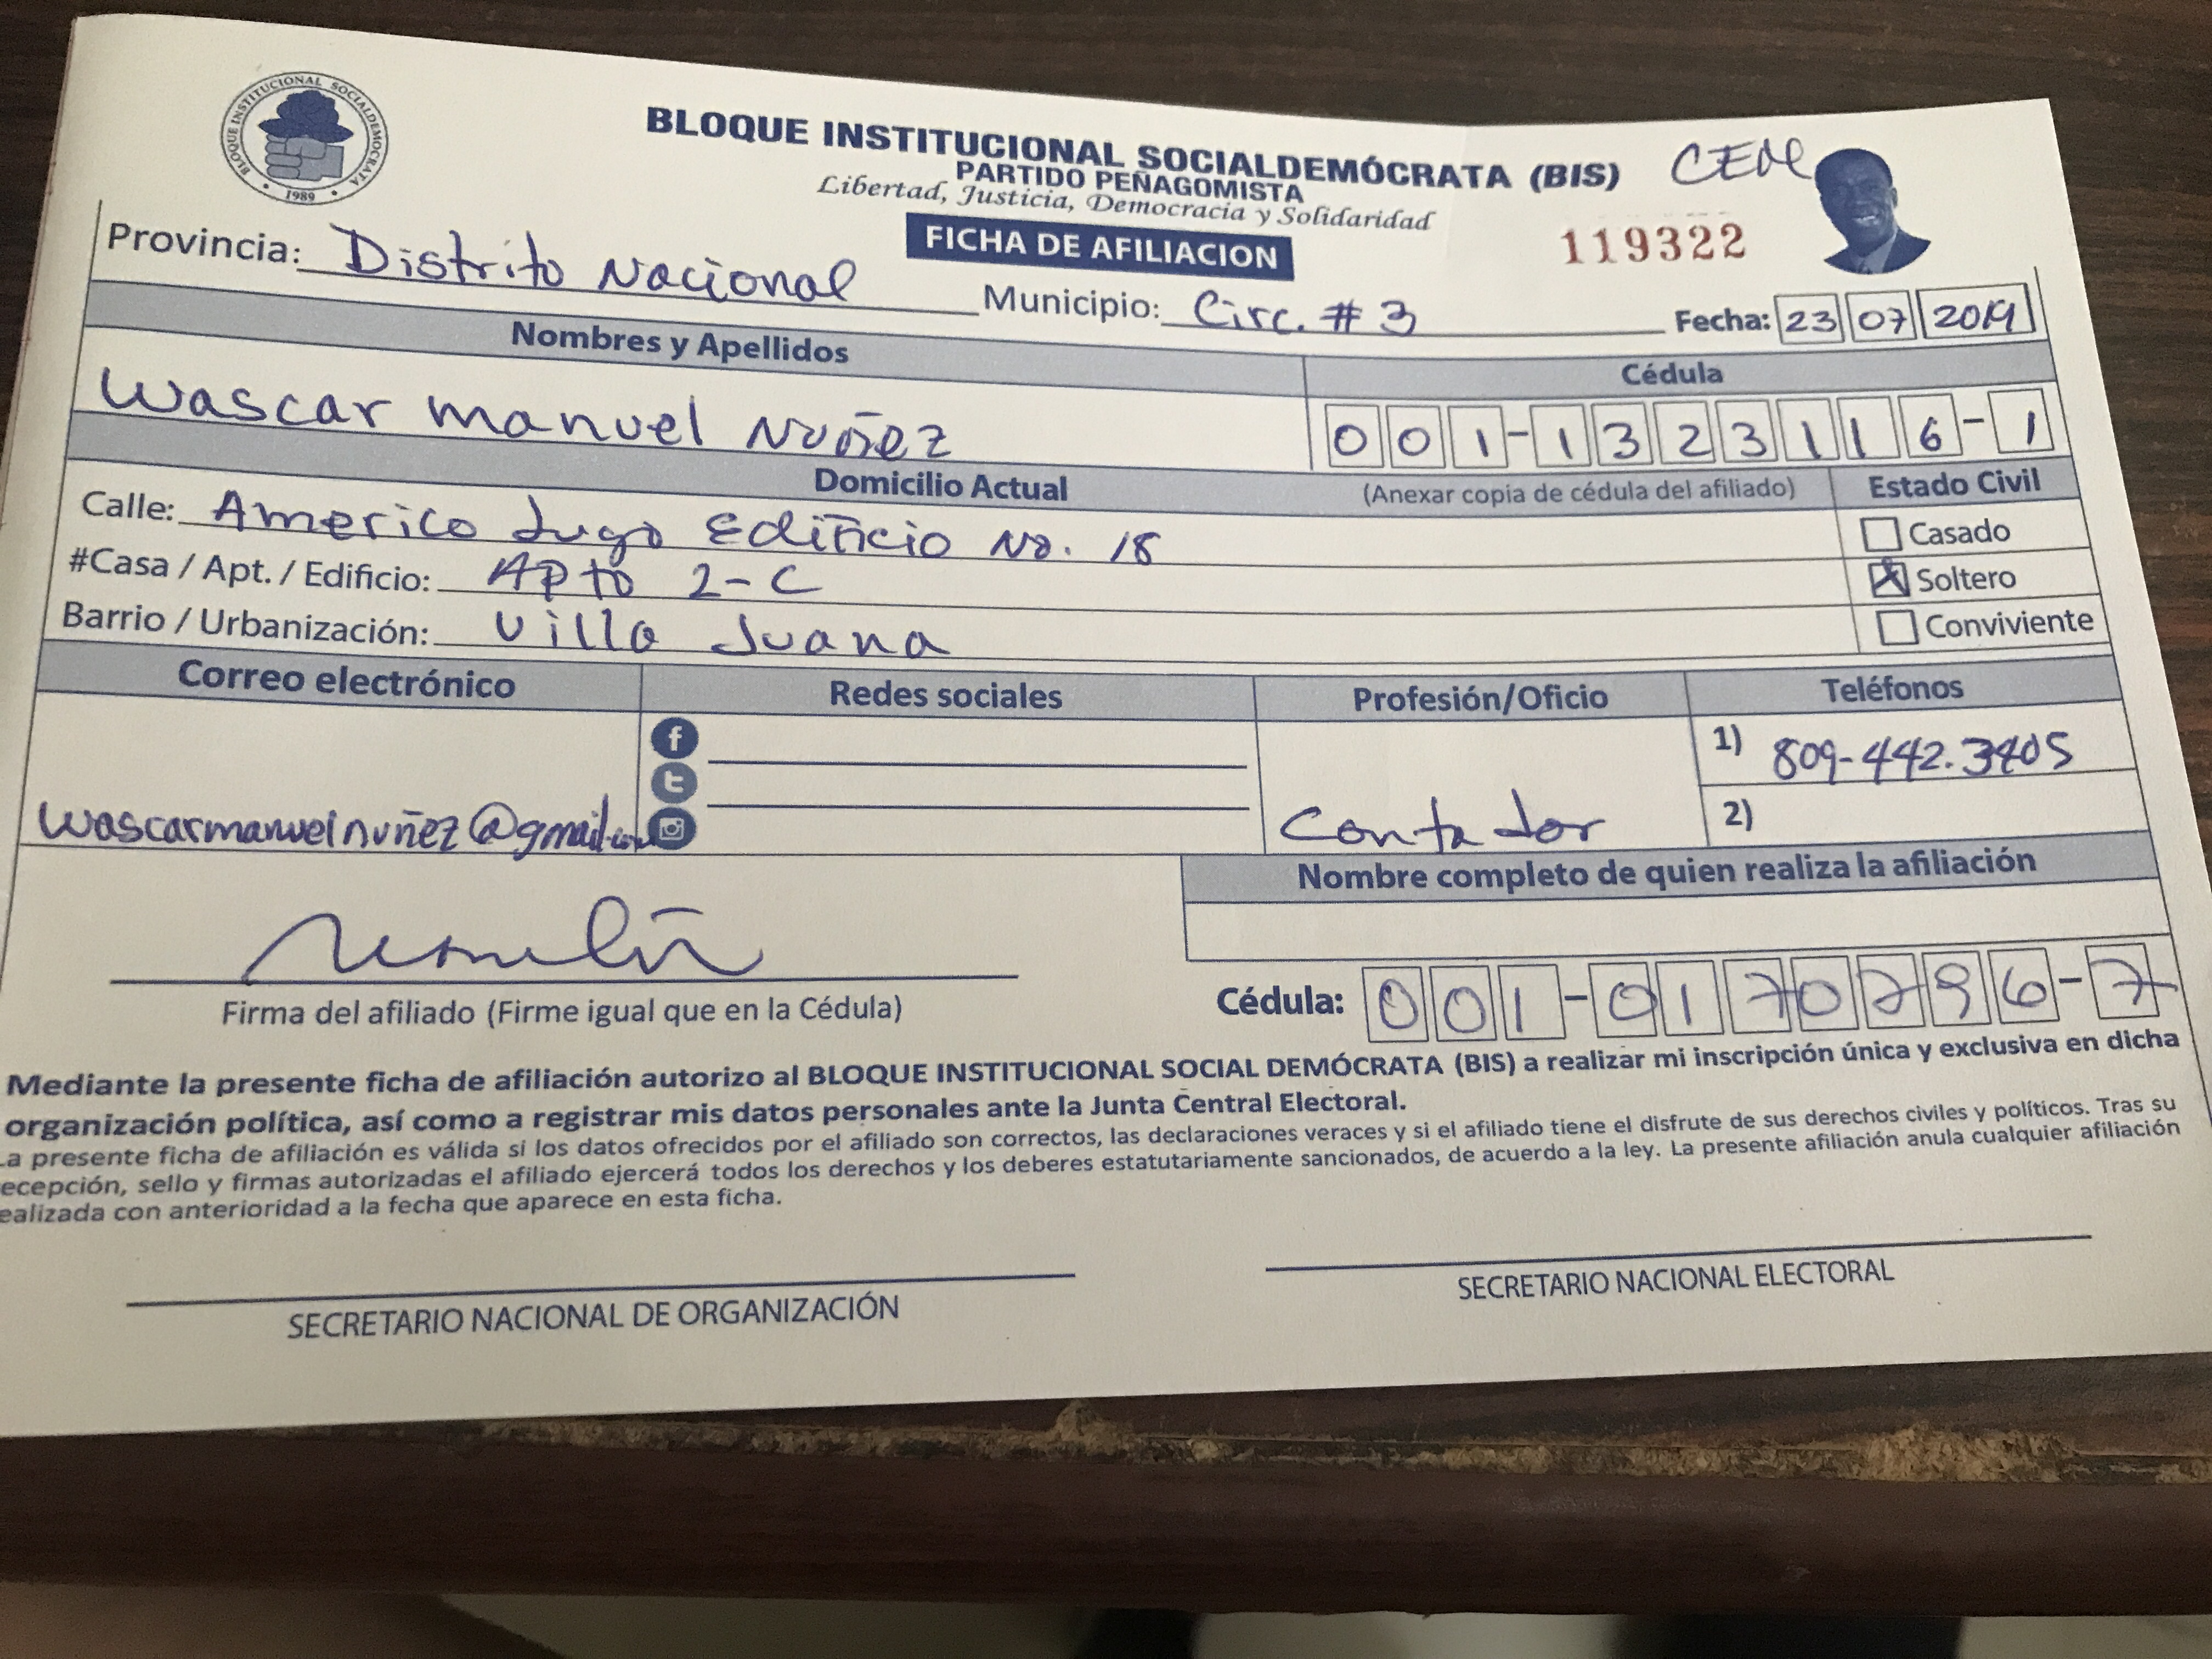 BLOQUE INSTITUCIONAL SOCIALDEMOCRATA
1989
BLOQUE INSTITUCIONAL SOCIALDEMÓCRATA (BIS)
PARTIDO PEÑAGOMISTA
Libertad, Justicia, Democracia y Solidaridad
FICHA DE AFILIACION
119322
Provincia: Distrito Nacional Municipio: Circ. # 3 Fecha: 23 07 2019
Nombres y Apellidos Cédula
Wascar manuel Nuñez 001-1323116-1
Domicilio Actual (Anexar copia de cédula del afiliado) Estado Civil
Calle: Americo Lugo Edificio No. 18 Casado
#Casa / Apt. / Edificio: Apto 2-C X Soltero
Barrio / Urbanización: Villa Juana Conviviente
Correo electrónico Redes sociales Profesión/Oficio Teléfonos
1) 809-442.3405
wascarmanuelnuñez@gmail.com Contador 2)
Nombre completo de quien realiza la afiliación
Firma del afiliado (Firme igual que en la Cédula) Cédula: 001-0170296-7
Mediante la presente ficha de afiliación autorizo al BLOQUE INSTITUCIONAL SOCIAL DEMÓCRATA (BIS) a realizar mi inscripción única y exclusiva en dicha
organización política, así como a registrar mis datos personales ante la Junta Central Electoral.
La presente ficha de afiliación es válida si los datos ofrecidos por el afiliado son correctos, las declaraciones veraces y si el afiliado tiene el disfrute de sus derechos civiles y políticos. Tras su
ecepción, sello y firmas autorizadas el afiliado ejercerá todos los derechos y los deberes estatutariamente sancionados, de acuerdo a la ley. La presente afiliación anula cualquier afiliación
ealizada con anterioridad a la fecha que aparece en esta ficha.
SECRETARIO NACIONAL DE ORGANIZACIÓN SECRETARIO NACIONAL ELECTORAL